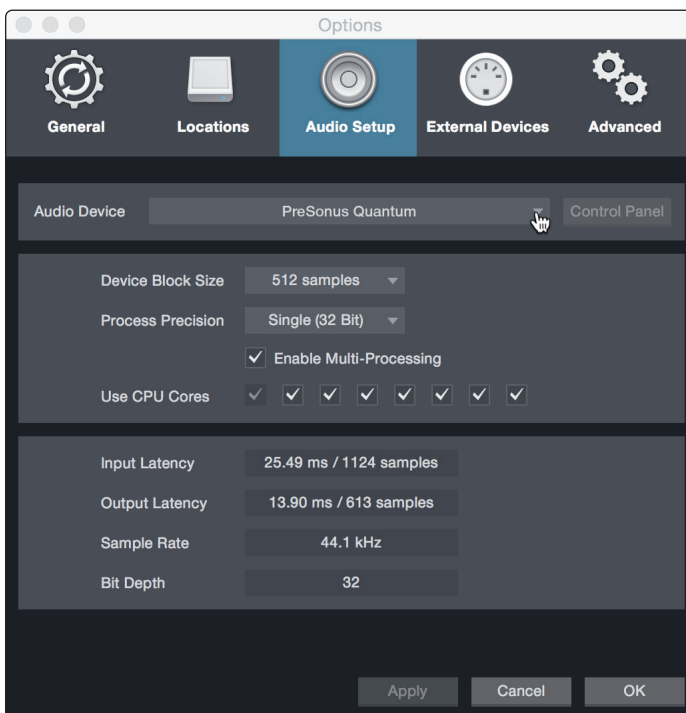 Options
General Locations Audio Setup External Devices Advanced
Audio Device PreSonus Quantum Control Panel
Device Block Size 512 samples
Process Precision Single (32 Bit)
Enable Multi-Processing
Use CPU Cores
Input Latency 25.49 ms / 1124 samples
Output Latency 13.90 ms / 613 samples
Sample Rate 44.1 kHz
Bit Depth 32
Apply Cancel OK